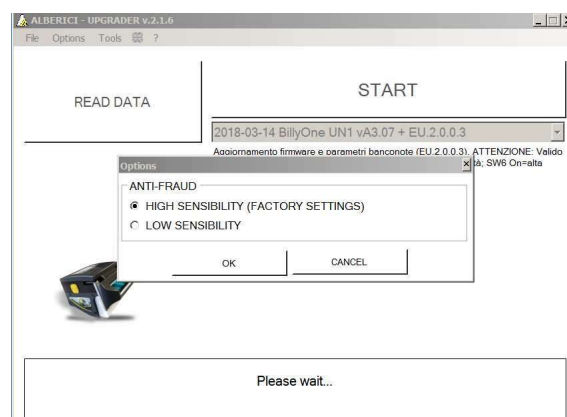 ALBERICI - UPGRADER v.2.1.6
File Options Tools ?
READ DATA
START
2018-03-14 BillyOne UN1 vA3.07 + EU.2.0.0.3
Aggiornamento firmware e parametri banconote (EU.2.0.0.3). ATTENZIONE: Valido
tà; SW6 On=alta
Options
ANTI-FRAUD
HIGH SENSIBILITY (FACTORY SETTINGS)
LOW SENSIBILITY
OK CANCEL
Please wait...